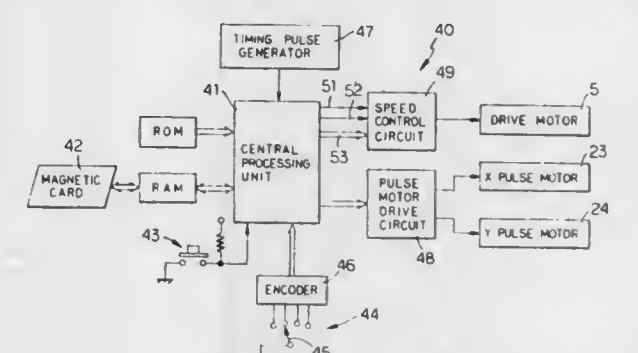 TIMING PULSE
GENERATOR
47
40
49
41
51
52
53
SPEED
CONTROL
CIRCUIT
5
DRIVE MOTOR
ROM
CENTRAL
PROCESSING
UNIT
42
MAGNETIC
CARD
RAM
PULSE
MOTOR
DRIVE
CIRCUIT
48
23
X PULSE MOTOR
24
Y PULSE MOTOR
43
46
ENCODER
44
45